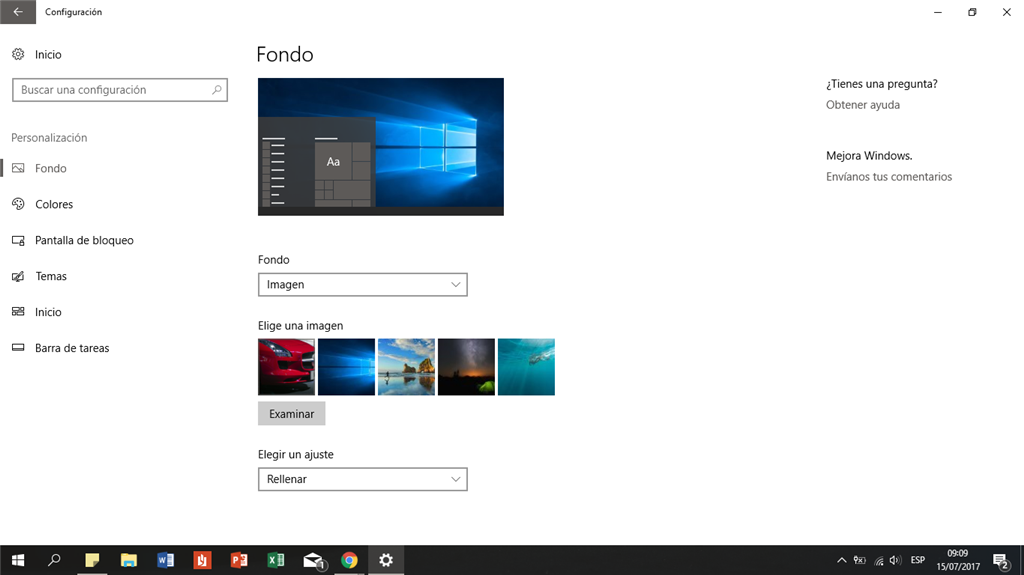 Configuración
Inicio
Buscar una configuración
Personalización
Fondo
Colores
Pantalla de bloqueo
Temas
Inicio
Barra de tareas
Fondo
Aa
Fondo
Imagen
Elige una imagen
Examinar
Elegir un ajuste
Rellenar
¿Tienes una pregunta?
Obtener ayuda
Mejora Windows.
Envíanos tus comentarios
1
ESP
09:09
15/07/2017
2